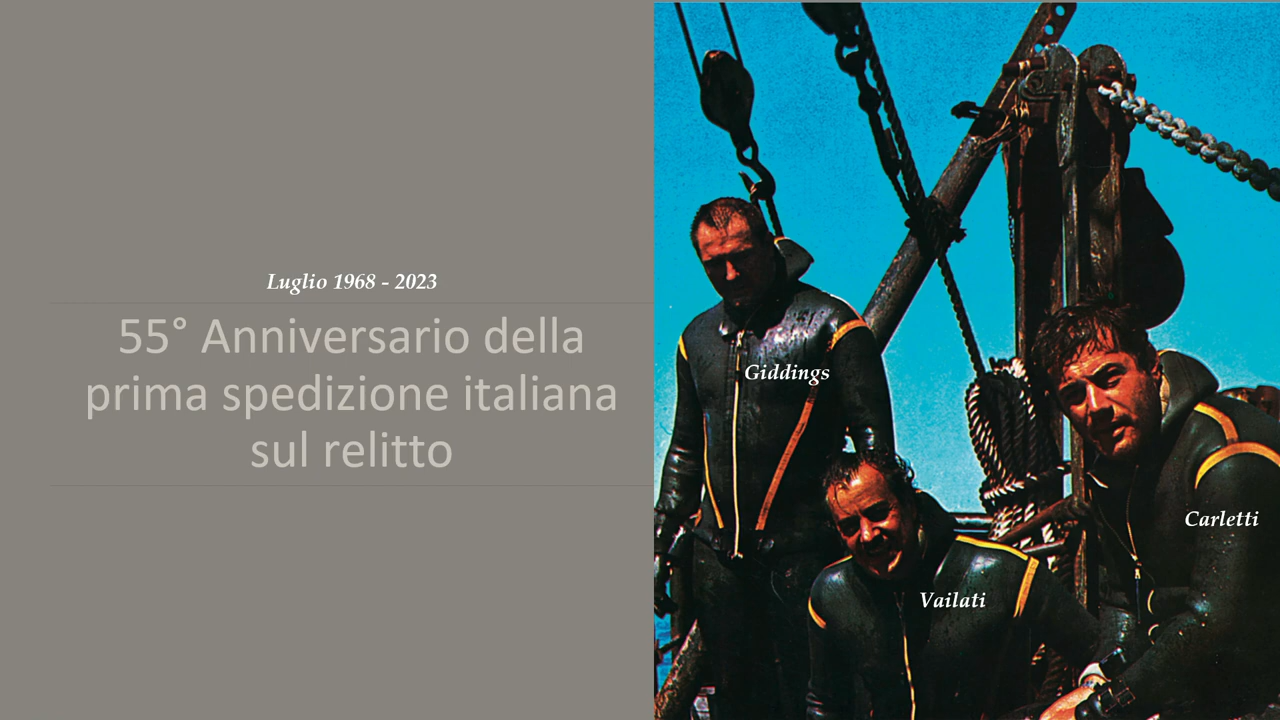 Luglio 1968 - 2023
55° Anniversario della
prima spedizione italiana
sul relitto
Giddings
Carletti
Vailati